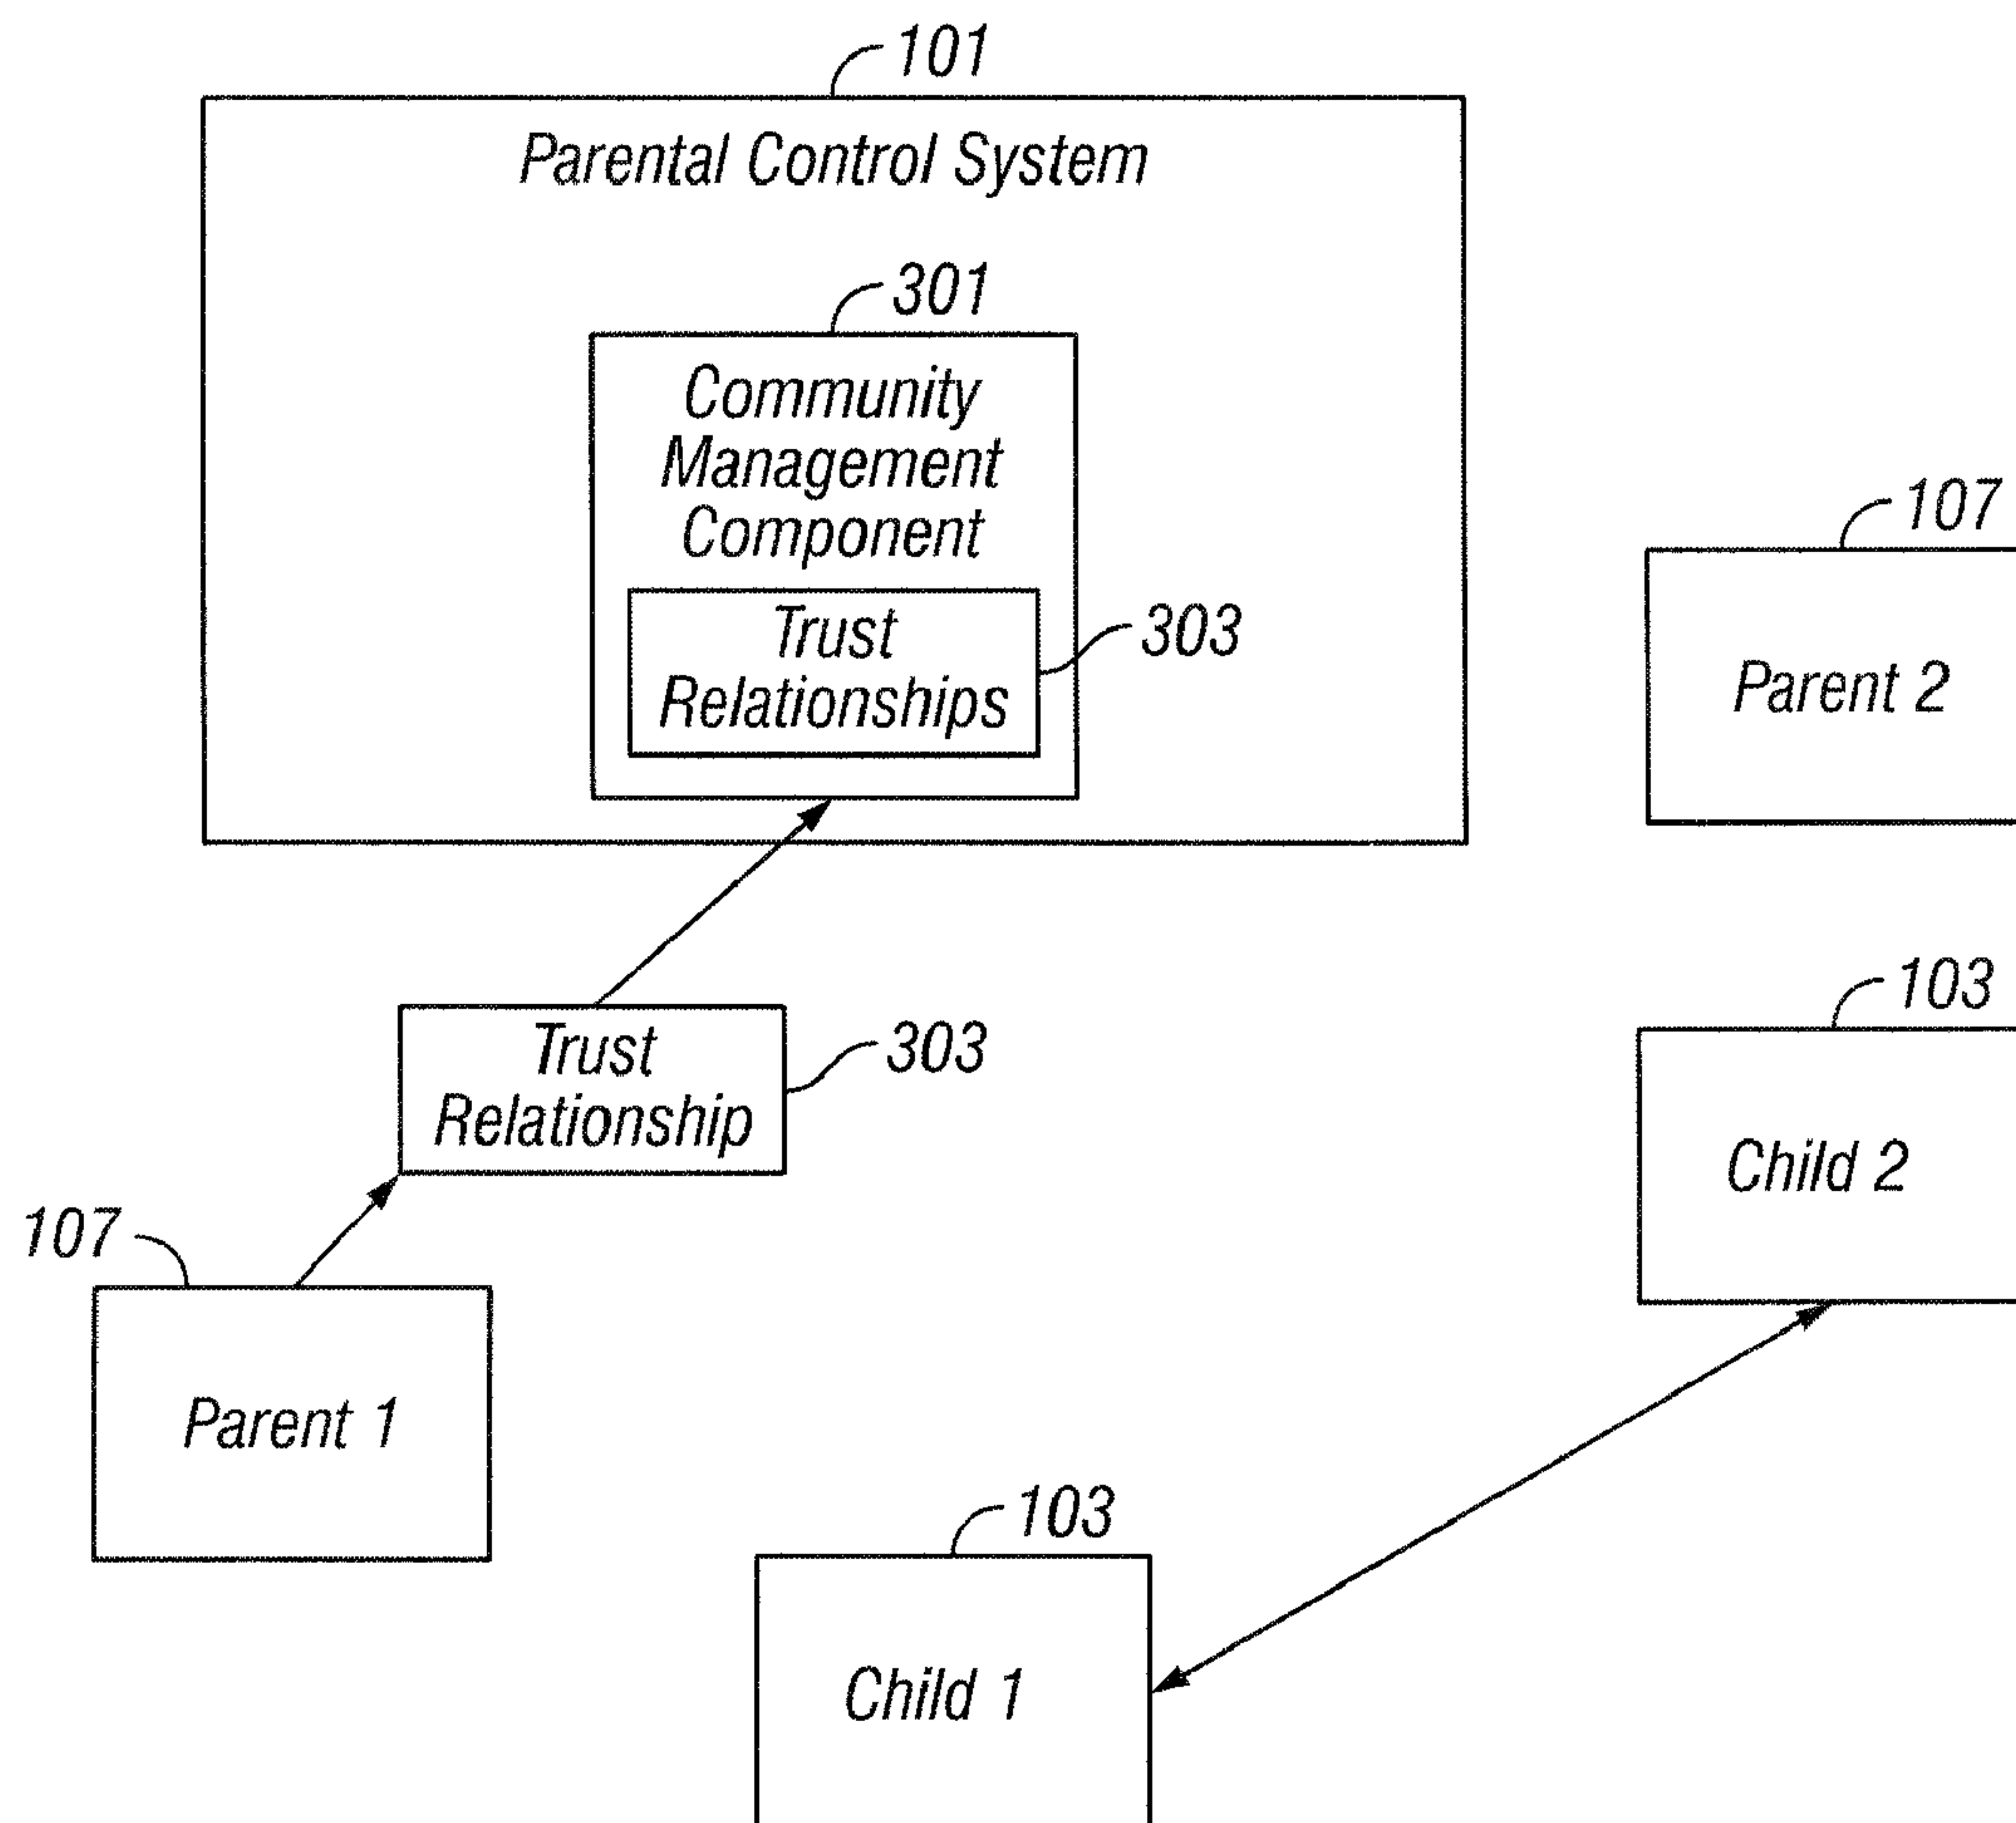 101
Parental Control System
301
Community
Management
Component
Trust
Relationships
303
107
Parent 2
103
Child 2
Trust
Relationship
303
107
Parent 1
103
Child 1